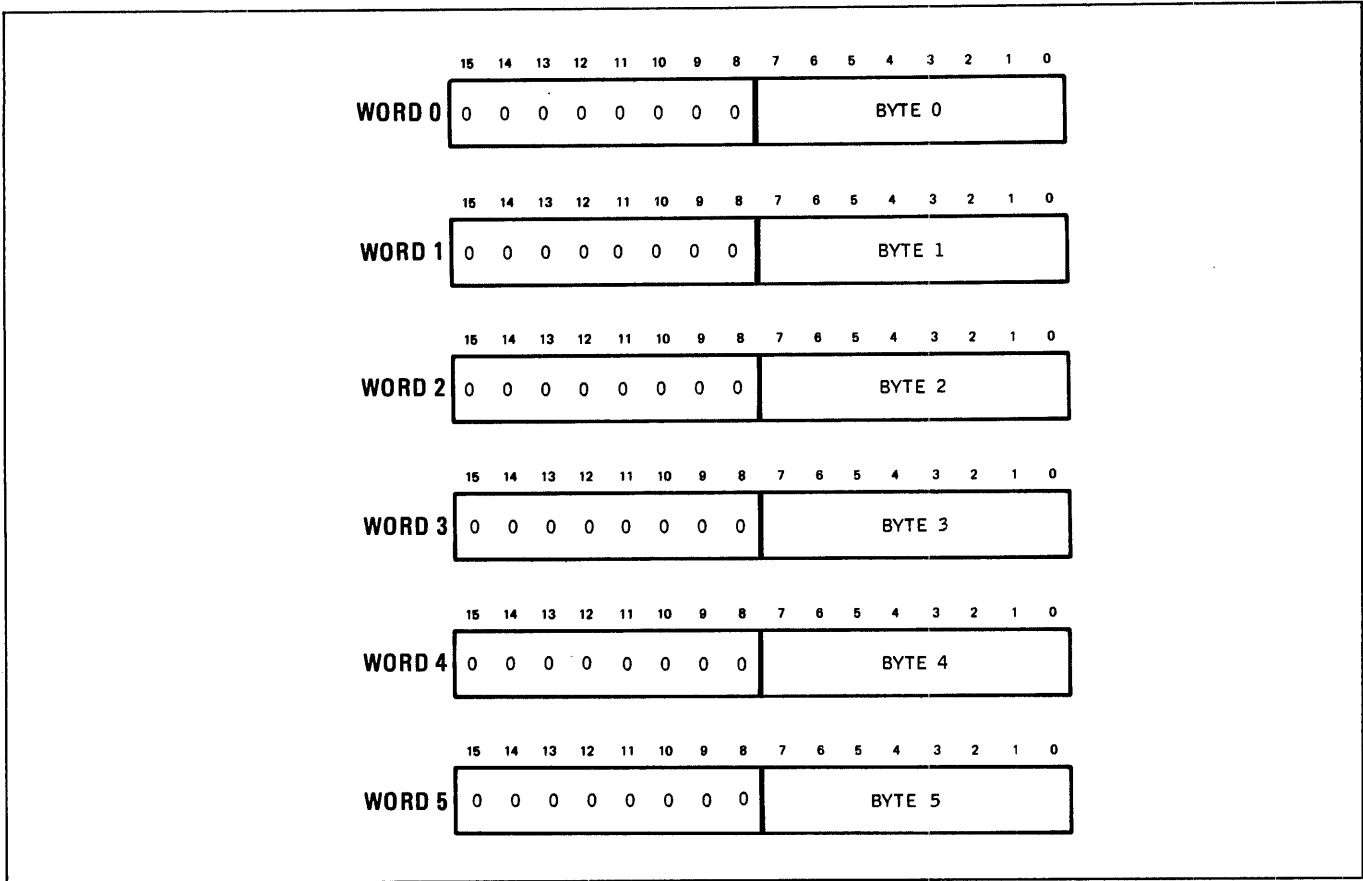 15 14 13 12 11 10 9 8 7 6 5 4 3 2 1 0
WORD 0 0 0 0 0 0 0 0 0 BYTE 0
15 14 13 12 11 10 9 8 7 6 5 4 3 2 1 0
WORD 1 0 0 0 0 0 0 0 0 BYTE 1
15 14 13 12 11 10 9 8 7 6 5 4 3 2 1 0
WORD 2 0 0 0 0 0 0 0 0 BYTE 2
15 14 13 12 11 10 9 8 7 6 5 4 3 2 1 0
WORD 3 0 0 0 0 0 0 0 0 BYTE 3
15 14 13 12 11 10 9 8 7 6 5 4 3 2 1 0
WORD 4 0 0 0 0 0 0 0 0 BYTE 4
15 14 13 12 11 10 9 8 7 6 5 4 3 2 1 0
WORD 5 0 0 0 0 0 0 0 0 BYTE 5